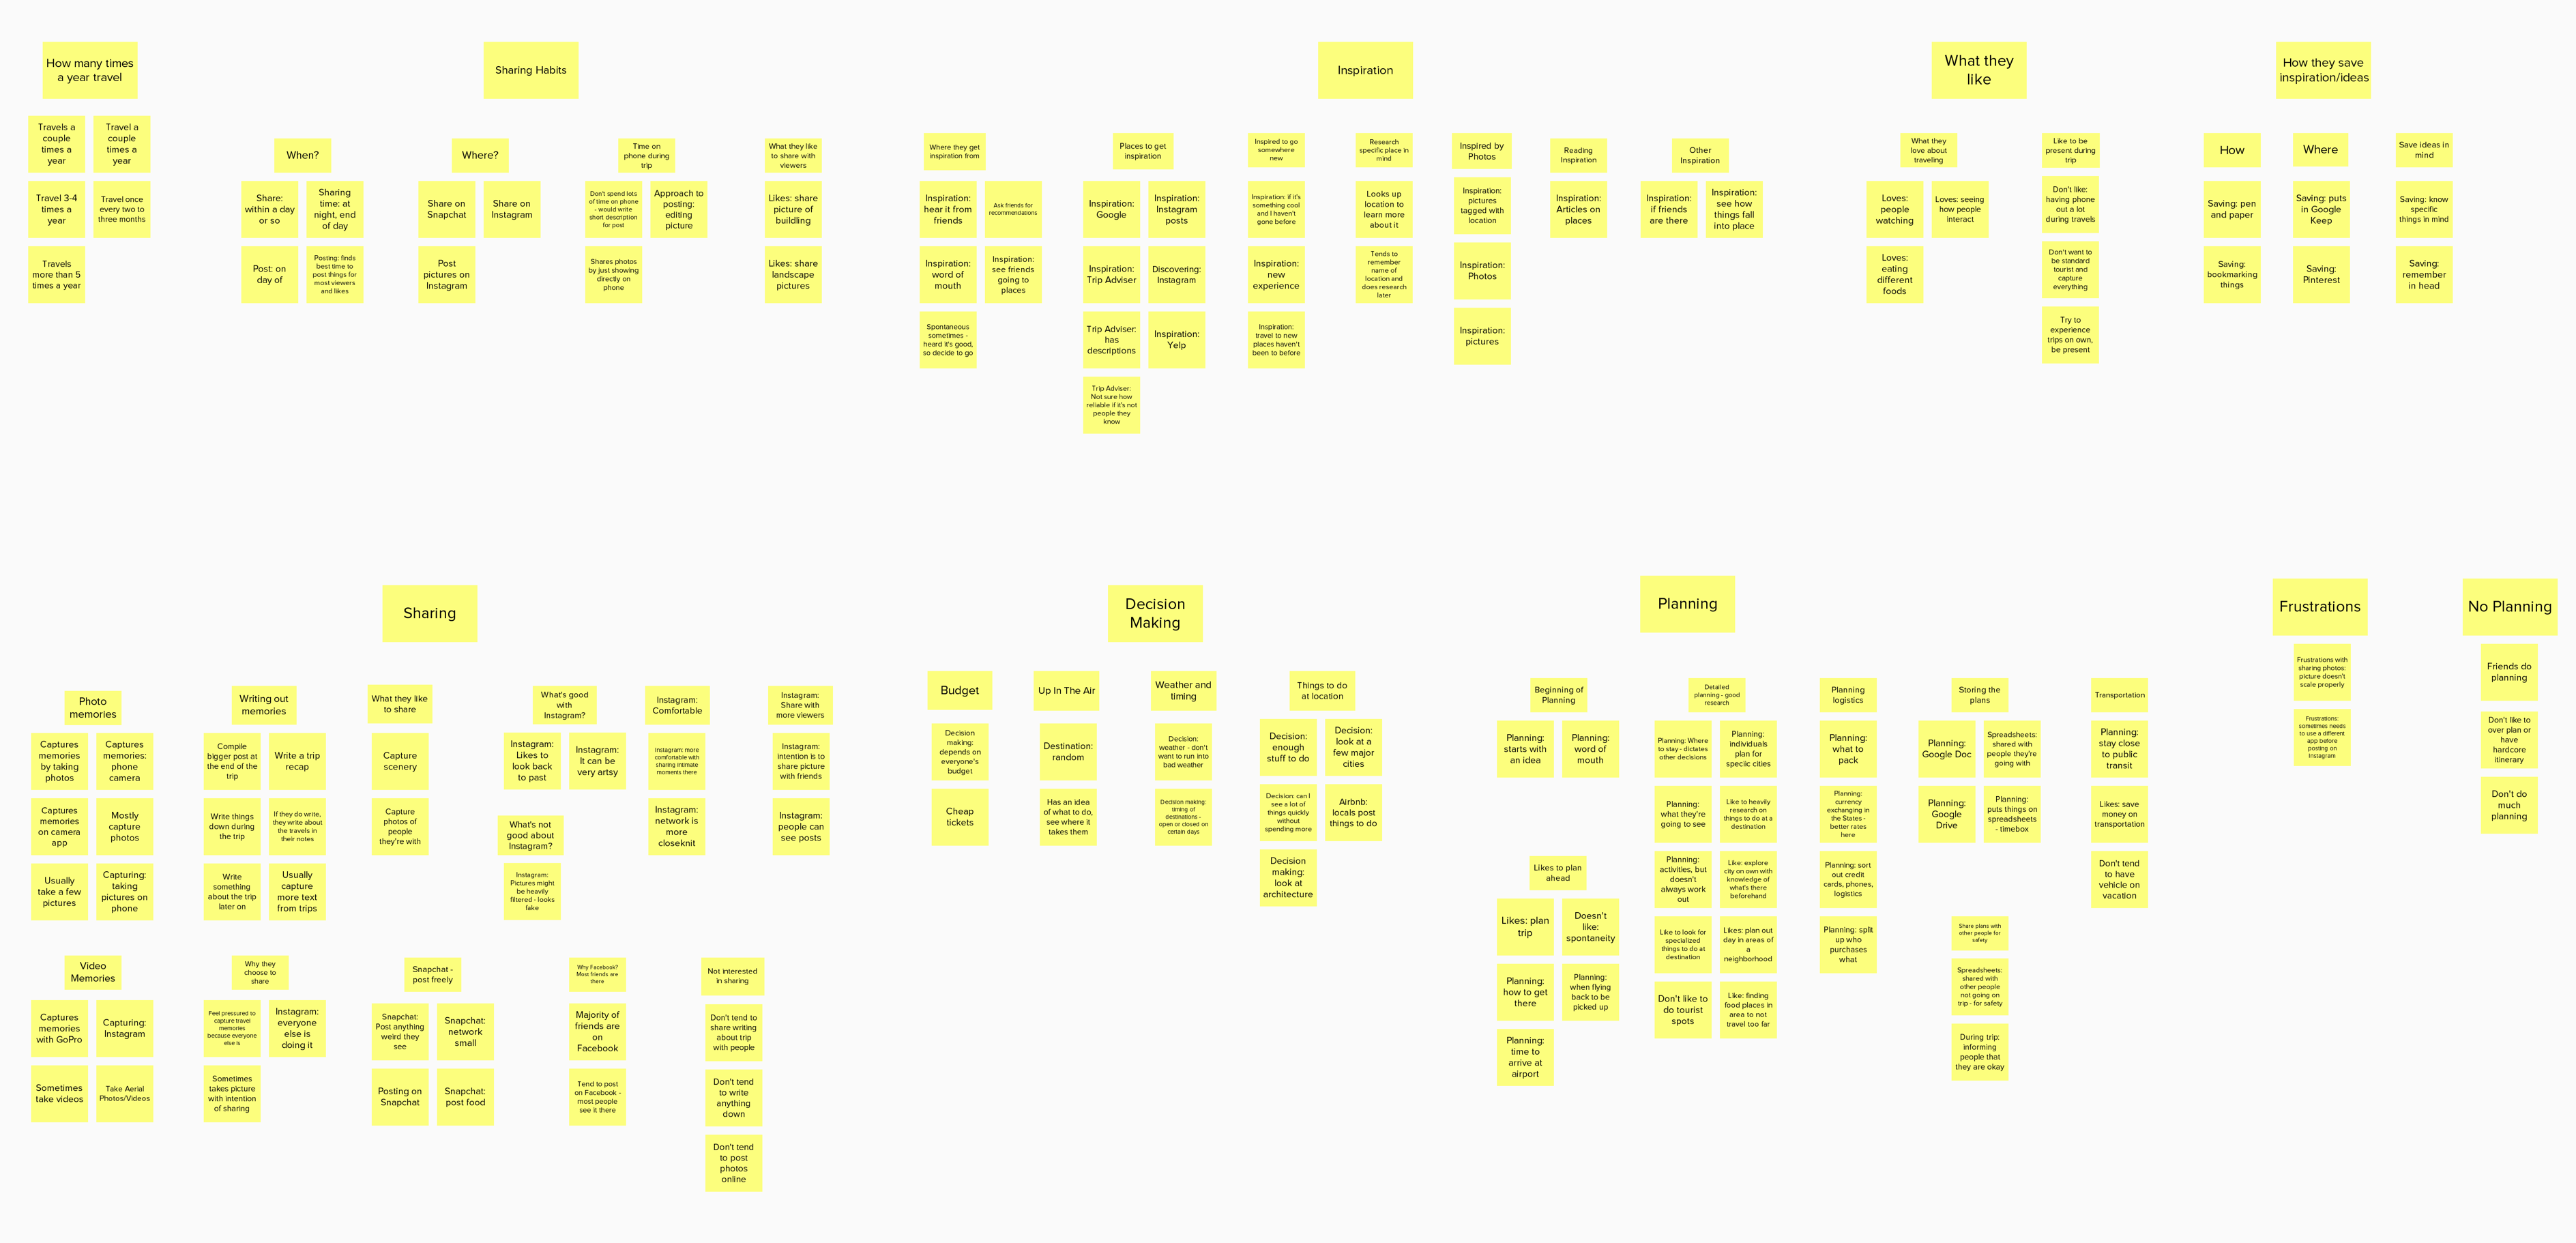 How many times
a year travel
Travels a
couple
times a
year
Travel a
couple
times a
year
Travel 3-4
times a
year
Travel once
every two to
three months
Travels
more than 5
times a year
Sharing Habits
When?
Share:
within a day
or so
Sharing
time: at
night, end
of day
Post: on
day of
Posting: finds
best time to
post things for
most viewers
and likes
Where?
Share on
Snapchat
Share on
Instagram
Post
pictures on
Instagram
Time on
phone during
trip
Don't spend lots
of time on phone
- would write
short description
for post
Approach to
posting:
editing
picture
Shares photos
by just showing
directly on
phone
What they like
to share with
viewers
Likes: share
picture of
buildling
Likes: share
landscape
pictures
Inspiration
Where they get
inspiration from
Inspiration:
hear it from
friends
Ask friends for
recommendations
Inspiration:
word of
mouth
Inspiration:
see friends
going to
places
Spontaneous
sometimes -
heard it's good,
so decide to go
Places to get
inspiration
Inspiration:
Google
Inspiration:
Instagram
posts
Inspiration:
Trip Adviser
Discovering:
Instagram
Trip Adviser:
has
descriptions
Inspiration:
Yelp
Trip Adviser:
Not sure how
reliable if it's not
people they
know
Inspired to go
somewhere
new
Inspiration: if it's
something cool
and I haven't
gone before
Inspiration:
new
experience
Inspiration:
travel to new
places haven't
been to before
Research
specific place in
mind
Looks up
location to
learn more
about it
Tends to
remember
name of
location and
does research
later
Inspired by
Photos
Inspiration:
pictures
tagged with
location
Inspiration:
Photos
Inspiration:
pictures
Reading
Inspiration
Inspiration:
Articles on
places
Other
Inspiration
Inspiration:
if friends
are there
Inspiration:
see how
things fall
into place
What they
like
What they
love about
traveling
Loves:
people
watching
Loves: seeing
how people
interact
Loves:
eating
different
foods
Like to be
present during
trip
Don't like:
having phone
out a lot
during travels
Don't want to
be standard
tourist and
capture
everything
Try to
experience
trips on own,
be present
How they save
inspiration/ideas
How
Saving: pen
and paper
Saving:
bookmarking
things
Where
Saving: puts
in Google
Keep
Saving:
Pinterest
Save ideas in
mind
Saving: know
specific
things in mind
Saving:
remember
in head
Sharing
Photo
memories
Captures
memories
by taking
photos
Captures
memories:
phone
camera
Captures
memories
on camera
app
Mostly
capture
photos
Usually
take a few
pictures
Capturing:
taking
pictures on
phone
Writing out
memories
Compile
bigger post at
the end of the
trip
Write a trip
recap
Write things
down during
the trip
If they do write,
they write about
the travels in
their notes
Write
something
about the trip
later on
Usually
capture
more text
from trips
What they like
to share
Capture
scenery
Capture
photos of
people
they're with
What's good
with
Instagram?
Instagram:
Likes to
look back
to past
Instagram:
It can be
very artsy
What's not
good about
Instagram?
Instagram:
Pictures might
be heavily
filtered - looks
fake
Instagram:
Comfortable
Instagram: more
comfortable with
sharing intimate
moments there
Instagram:
network is
more
closeknit
Instagram:
Share with
more viewers
Instagram:
intention is to
share picture
with friends
Instagram:
people can
see posts
Video
Memories
Captures
memories
with GoPro
Capturing:
Instagram
Sometimes
take videos
Take Aerial
Photos/Videos
Why they
choose to
share
Feel pressured to
capture travel
memories
because everyone
else is
Instagram:
everyone
else is
doing it
Sometimes
takes picture
with intention
of sharing
Snapchat -
post freely
Snapchat:
Post anything
weird they
see
Snapchat:
network
small
Posting on
Snapchat
Snapchat:
post food
Why Facebook?
Most friends are
there
Majority of
friends are
on
Facebook
Tend to post
on Facebook -
most people
see it there
Not interested
in sharing
Don't tend to
share writing
about trip
with people
Don't tend
to write
anything
down
Don't tend
to post
photos
online
Decision
Making
Budget
Decision
making:
depends on
everyone's
budget
Cheap
tickets
Up In The Air
Destination:
random
Has an idea
of what to do,
see where it
takes them
Weather and
timing
Decision:
weather - don't
want to run into
bad weather
Decision making:
timing of
destinations -
open or closed on
certain days
Things to do
at location
Decision:
enough
stuff to do
Decision:
look at a
few major
cities
Decision: can I
see a lot of
things quickly
without
spending more
Airbnb:
locals post
things to do
Decision
making:
look at
architecture
Planning
Beginning of
Planning
Planning:
starts with
an idea
Planning:
word of
mouth
Likes to plan
ahead
Likes: plan
trip
Doesn't
like:
spontaneity
Planning:
how to get
there
Planning:
when flying
back to be
picked up
Planning:
time to
arrive at
airport
Detailed
planning - good
research
Planning: Where
to stay - dictates
other decisions
Planning:
individuals
plan for
speciic cities
Planning:
what they're
going to see
Like to heavily
research on
things to do at a
destination
Planning:
activities, but
doesn't
always work
out
Like: explore
city on own with
knowledge of
what's there
beforehand
Like to look for
specialized
things to do at
destination
Likes: plan out
day in areas of
a
neighborhood
Don't like to
do tourist
spots
Like: finding
food places in
area to not
travel too far
Planning
logistics
Planning:
what to
pack
Planning:
currency
exchanging in
the States -
better rates
here
Planning: sort
out credit
cards, phones,
logistics
Planning: split
up who
purchases
what
Storing the
plans
Planning:
Google Doc
Spreadsheets:
shared with
people they're
going with
Planning:
Google
Drive
Planning:
puts things on
spreadsheets
- timebox
Share plans with
other people for
safety
Spreadsheets:
shared with
other people
not going on
trip - for safety
During trip:
informing
people that
they are okay
Transportation
Planning:
stay close
to public
transit
Likes: save
money on
transportation
Don't tend
to have
vehicle on
vacation
Frustrations
Frustrations with
sharing photos:
picture doesn't
scale properly
Frustrations:
sometimes needs
to use a different
app before
posting on
Instagram
No Planning
Friends do
planning
Don't like to
over plan or
have
hardcore
itinerary
Don't do
much
planning